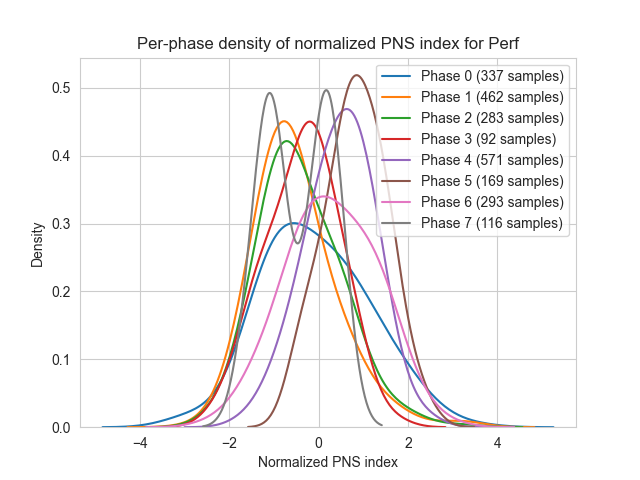 Per-phase density of normalized PNS index for Perf
Density
0.5
0.4
0.3
0.2
0.1
0.0
Phase 0 (337 samples)
Phase 1 (462 samples)
Phase 2 (283 samples)
Phase 3 (92 samples)
Phase 4 (571 samples)
Phase 5 (169 samples)
Phase 6 (293 samples)
Phase 7 (116 samples)
−4 −2 0 2 4
Normalized PNS index